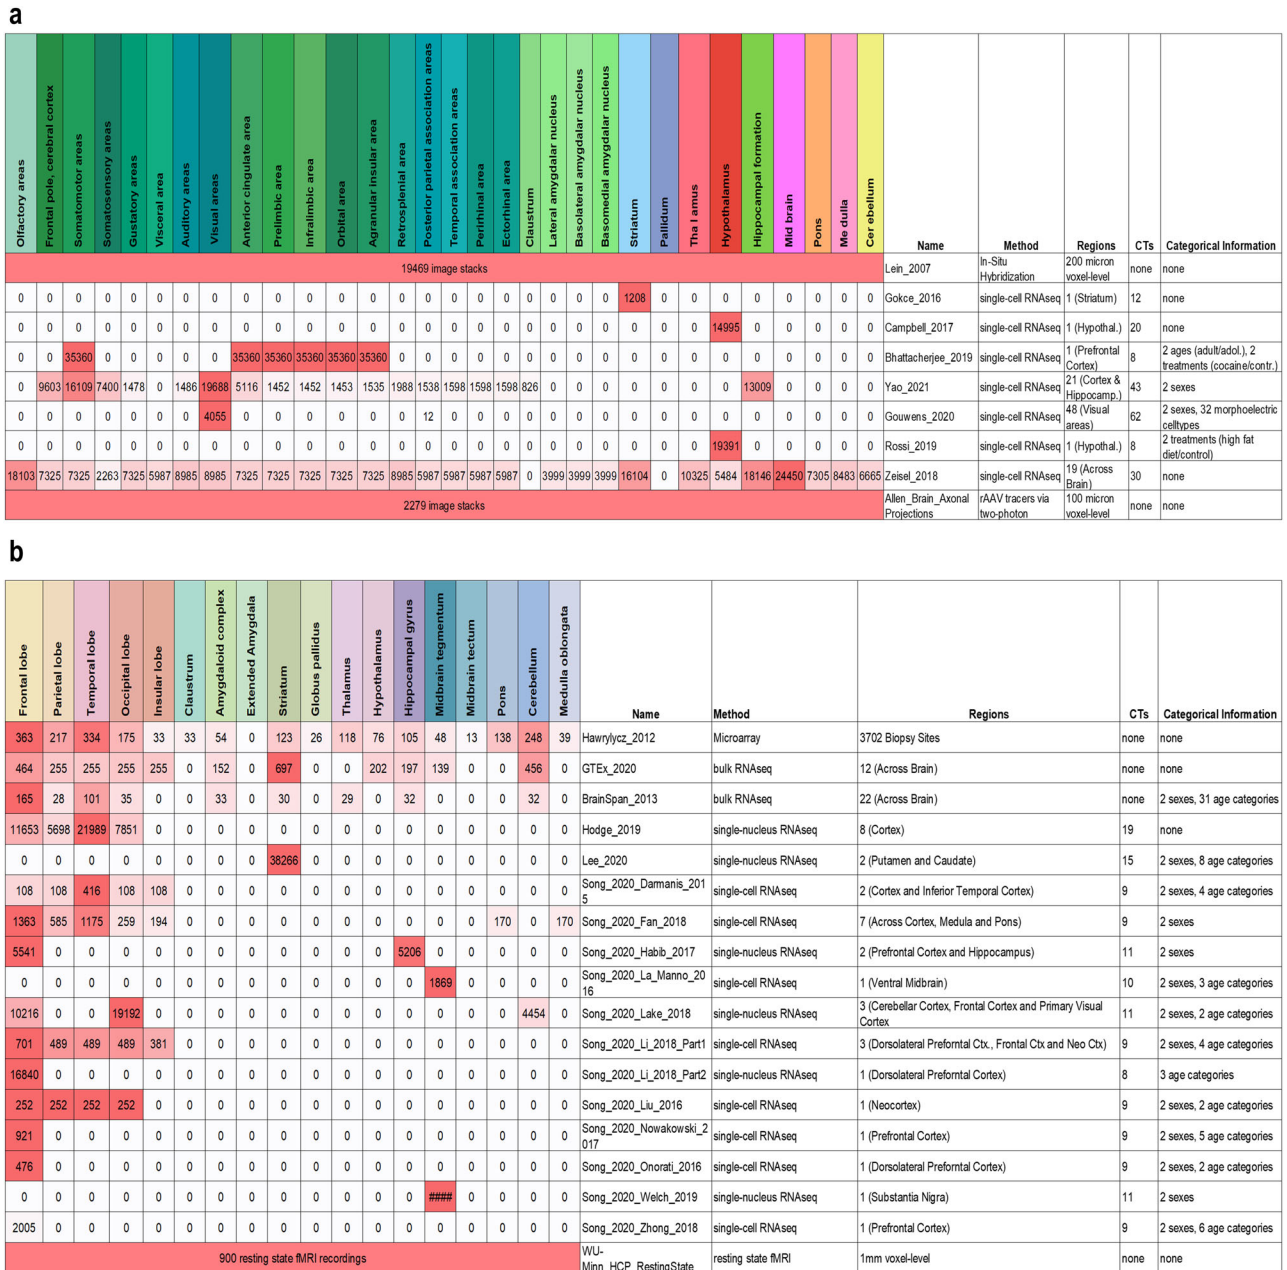 a
Olfactory areas
Frontal pole, cerebral cortex
Somatomotor areas
Somatosensory areas
Gustatory areas
Visceral area
Auditory areas
Visual areas
Anterior cingulate area
Prelimbic area
Infralimbic area
Orbital area
Agranular insular area
Retrosplenial area
Posterior parietal association areas
Temporal association areas
Perirhinal area
Ectorhinal area
Claustrum
Lateral amygdalar nucleus
Basolateral amygdalar nucleus
Basomedial amygdalar nucleus
Striatum
Pallidum
Tha l amus
Hypothalamus
Hippocampal formation
Mid brain
Pons
Me dulla
Cer ebellum
Name Method Regions CTs Categorical Information
19469 image stacks Lein_2007 In-Situ Hybridization 200 micron voxel-level none none
0 0 0 0 0 0 0 0 0 0 0 0 0 0 0 0 0 0 0 0 0 0 1208 0 0 0 0 0 0 0 0 Gokce_2016 single-cell RNAseq 1 (Striatum) 12 none
0 0 0 0 0 0 0 0 0 0 0 0 0 0 0 0 0 0 0 0 0 0 0 0 0 14995 0 0 0 0 0 Campbell_2017 single-cell RNAseq 1 (Hypothal.) 20 none
0 0 35360 0 0 0 0 0 35360 35360 35360 35360 35360 0 0 0 0 0 0 0 0 0 0 0 0 0 0 0 0 0 0 Bhattacherjee_2019 single-cell RNAseq 1 (Prefrontal Cortex) 8 2 ages (adult/adol.), 2 treatments (cocaine/contr.)
0 9603 16109 7400 1478 0 1486 19688 5116 1452 1452 1453 1535 1988 1538 1598 1598 1598 826 0 0 0 0 0 0 0 13009 0 0 0 0 Yao_2021 single-cell RNAseq 21 (Cortex & Hippocamp.) 43 2 sexes
0 0 0 0 0 0 0 4055 0 0 0 0 0 0 12 0 0 0 0 0 0 0 0 0 0 0 0 0 0 0 0 Gouwens_2020 single-cell RNAseq 48 (Visual areas) 62 2 sexes, 32 morphoelectric celltypes
0 0 0 0 0 0 0 0 0 0 0 0 0 0 0 0 0 0 0 0 0 0 0 0 0 19391 0 0 0 0 0 Rossi_2019 single-cell RNAseq 1 (Hypothal.) 8 2 treatments (high fat diet/control)
18103 7325 7325 2263 7325 5987 8985 8985 7325 7325 7325 7325 7325 8985 5987 5987 5987 5987 0 3999 3999 3999 16104 0 10325 5484 18146 24450 7305 8483 6665 Zeisel_2018 single-cell RNAseq 19 (Across Brain) 30 none
2279 image stacks Allen_Brain_Axonal Projections rAAV tracers via two-photon 100 micron voxel-level none none
b
Frontal lobe
Parietal lobe
Temporal lobe
Occipital lobe
Insular lobe
Claustrum
Amygdaloid complex
Extended Amygdala
Striatum
Globus pallidus
Thalamus
Hypothalamus
Hippocampal gyrus
Midbrain tegmentum
Midbrain tectum
Pons
Cerebellum
Medulla oblongata
Name Method Regions CTs Categorical Information
363 217 334 175 33 33 54 0 123 26 118 76 105 48 13 138 248 39 Hawrylycz_2012 Microarray 3702 Biopsy Sites none none
464 255 255 255 255 0 152 0 697 0 0 202 197 139 0 0 456 0 GTEx_2020 bulk RNAseq 12 (Across Brain) none none
165 28 101 35 0 0 33 0 30 0 29 0 32 0 0 0 32 0 BrainSpan_2013 bulk RNAseq 22 (Across Brain) none 2 sexes, 31 age categories
11653 5698 21989 7851 0 0 0 0 0 0 0 0 0 0 0 0 0 0 Hodge_2019 single-nucleus RNAseq 8 (Cortex) 19 none
0 0 0 0 0 0 0 0 38266 0 0 0 0 0 0 0 0 0 Lee_2020 single-nucleus RNAseq 2 (Putamen and Caudate) 15 2 sexes, 8 age categories
108 108 416 108 108 0 0 0 0 0 0 0 0 0 0 0 0 0 Song_2020_Darmanis_2015 single-cell RNAseq 2 (Cortex and Inferior Temporal Cortex) 9 2 sexes, 4 age categories
1363 585 1175 259 194 0 0 0 0 0 0 0 0 0 0 170 0 170 Song_2020_Fan_2018 single-cell RNAseq 7 (Across Cortex, Medula and Pons) 9 2 sexes
5541 0 0 0 0 0 0 0 0 0 0 0 5206 0 0 0 0 0 Song_2020_Habib_2017 single-nucleus RNAseq 2 (Prefrontal Cortex and Hippocampus) 11 2 sexes
0 0 0 0 0 0 0 0 0 0 0 0 0 1869 0 0 0 0 Song_2020_La_Manno_2016 single-cell RNAseq 1 (Ventral Midbrain) 10 2 sexes, 3 age categories
10216 0 0 19192 0 0 0 0 0 0 0 0 0 0 0 0 4454 0 Song_2020_Lake_2018 single-nucleus RNAseq 3 (Cerebellar Cortex, Frontal Cortex and Primary Visual Cortex 11 2 sexes, 2 age categories
701 489 489 489 381 0 0 0 0 0 0 0 0 0 0 0 0 0 Song_2020_Li_2018_Part1 single-cell RNAseq 3 (Dorsolateral Preforntal Ctx., Frontal Ctx and Neo Ctx) 9 2 sexes, 4 age categories
16840 0 0 0 0 0 0 0 0 0 0 0 0 0 0 0 0 0 Song_2020_Li_2018_Part2 single-nucleus RNAseq 1 (Dorsolateral Preforntal Cortex) 8 3 age categories
252 252 252 252 0 0 0 0 0 0 0 0 0 0 0 0 0 0 Song_2020_Liu_2016 single-cell RNAseq 1 (Neocortex) 9 2 sexes, 2 age categories
921 0 0 0 0 0 0 0 0 0 0 0 0 0 0 0 0 0 Song_2020_Nowakowski_2017 single-cell RNAseq 1 (Prefrontal Cortex) 9 2 sexes, 5 age categories
476 0 0 0 0 0 0 0 0 0 0 0 0 0 0 0 0 0 Song_2020_Onorati_2016 single-cell RNAseq 1 (Dorsolateral Preforntal Cortex) 9 2 sexes, 2 age categories
0 0 0 0 0 0 0 0 0 0 0 0 0 #### 0 0 0 0 Song_2020_Welch_2019 single-nucleus RNAseq 1 (Substantia Nigra) 11 2 sexes
2005 0 0 0 0 0 0 0 0 0 0 0 0 0 0 0 0 0 Song_2020_Zhong_2018 single-cell RNAseq 1 (Prefrontal Cortex) 9 2 sexes, 6 age categories
900 resting state fMRI recordings WU-Minn_HCP_RestingState resting state fMRI 1mm voxel-level none none